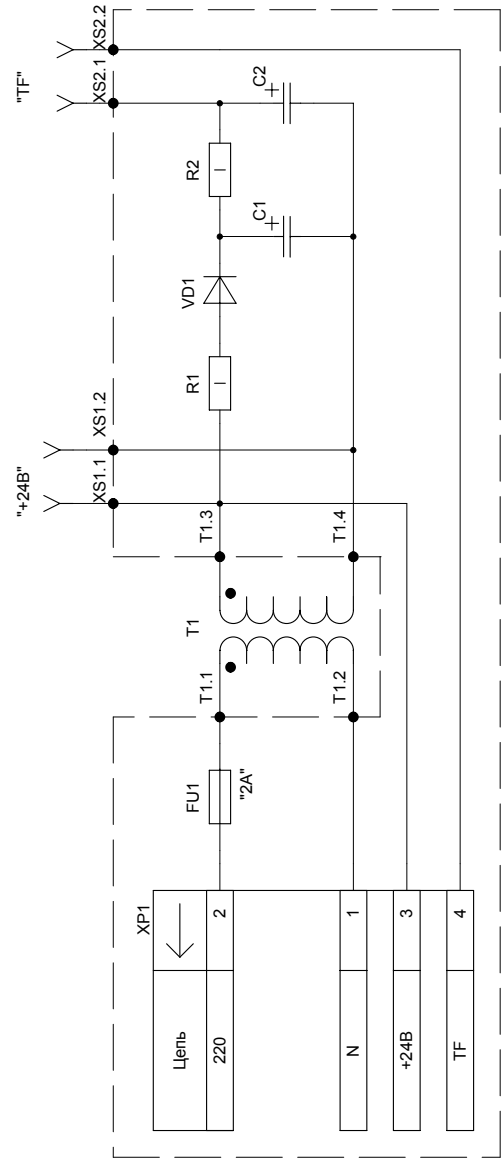 Цепь
XP1
220
2
N
1
+24В
3
TF
4
FU1
"2A"
T1.1
T1.2
T1
T1.3
T1.4
"+24В"
XS1.1
XS1.2
R1
VD1
C1
R2
C2
"TF"
XS2.1
XS2.2